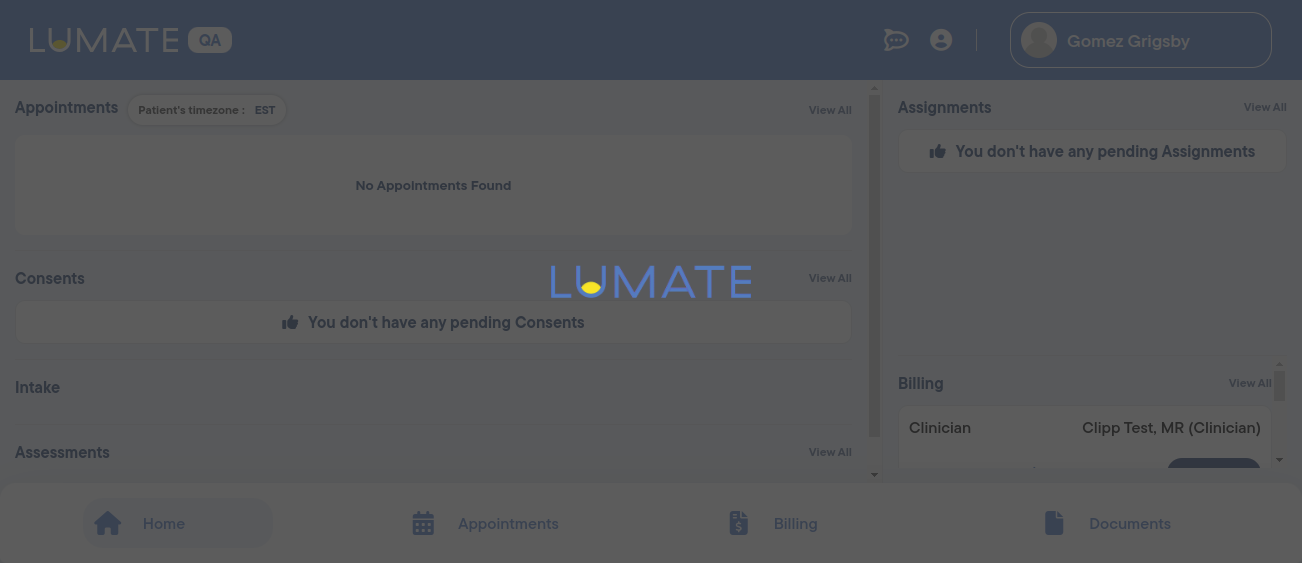 LUMATE QA
Gomez Grigsby
Appointments Patient's timezone : EST View All
No Appointments Found
Consents View All
You don't have any pending Consents
Intake
Assessments View All
Assignments View All
You don't have any pending Assignments
Billing View All
Clinician Clipp Test, MR (Clinician)
LUMATE
Home Appointments Billing Documents